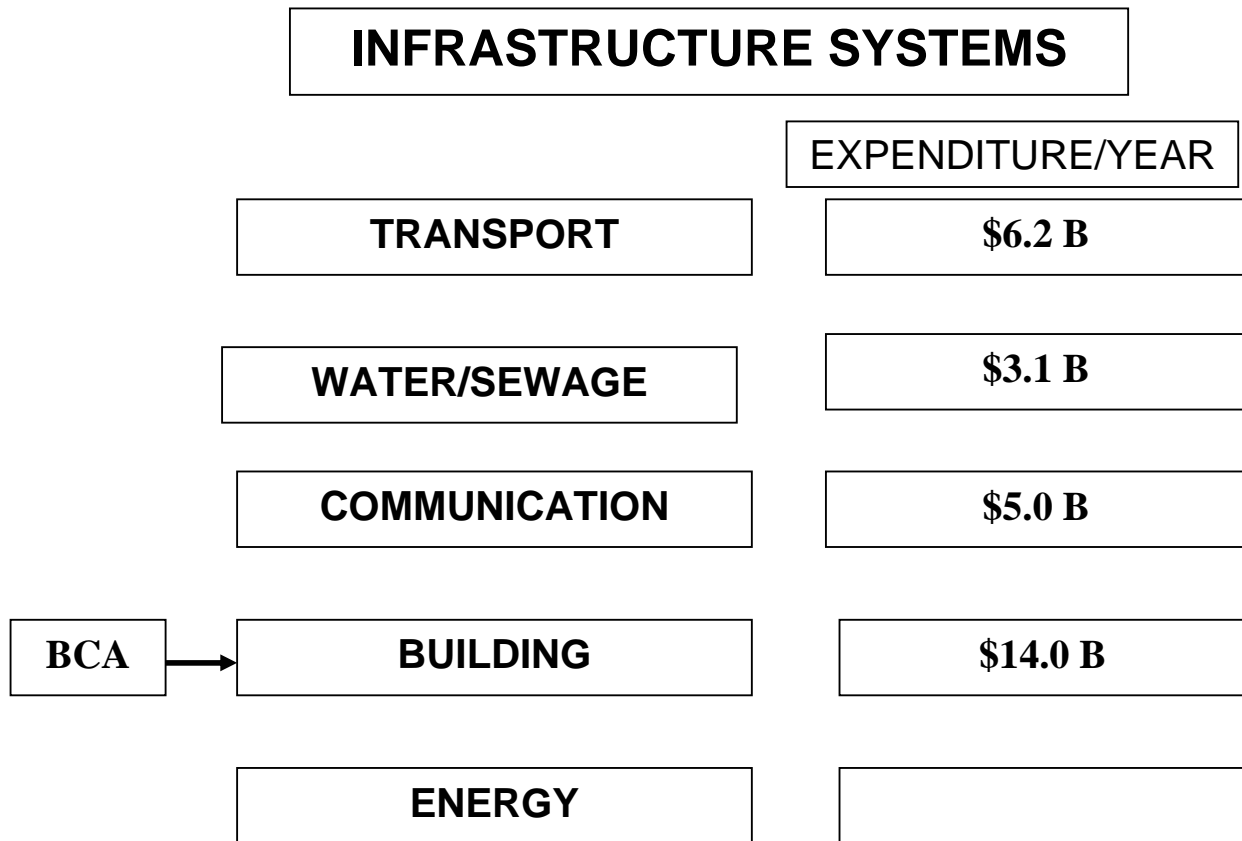 INFRASTRUCTURE SYSTEMS
EXPENDITURE/YEAR
TRANSPORT
$6.2 B
WATER/SEWAGE
$3.1 B
COMMUNICATION
$5.0 B
BCA
BUILDING
$14.0 B
ENERGY